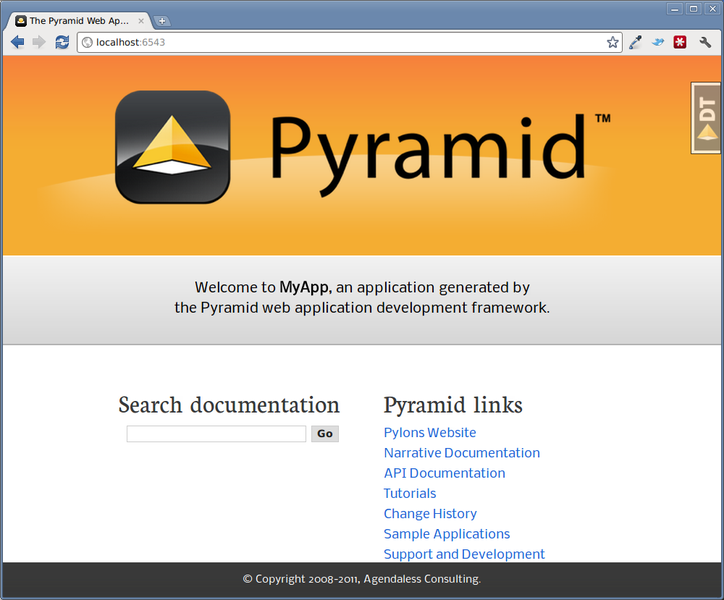 The Pyramid Web Ap...
localhost:6543
DT
Pyramid™
Welcome to MyApp, an application generated by
the Pyramid web application development framework.
Search documentation
Go
Pyramid links
Pylons Website
Narrative Documentation
API Documentation
Tutorials
Change History
Sample Applications
Support and Development
© Copyright 2008-2011, Agendaless Consulting.